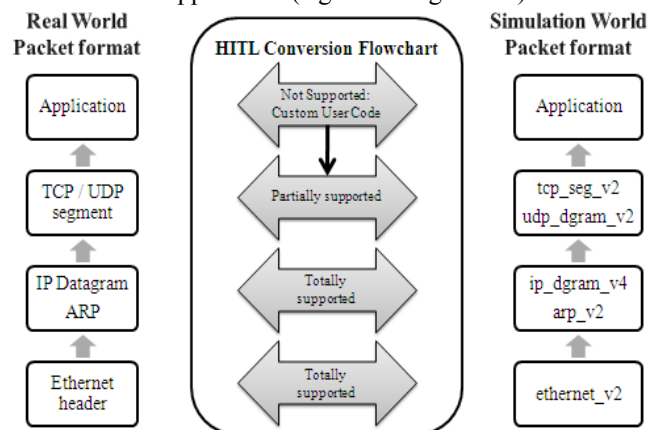 Real World
Packet format
Application
TCP / UDP
segment
IP Datagram
ARP
Ethernet
header
HITL Conversion Flowchart
Not Supported:
Custom User Code
Partially supported
Totally
supported
Totally
supported
Simulation World
Packet format
Application
tcp_seg_v2
udp_dgram_v2
ip_dgram_v4
arp_v2
ethernet_v2